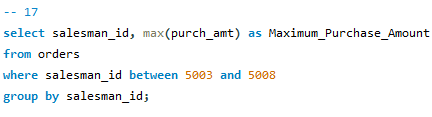 -- 17
select salesman_id, max(purch_amt) as Maximum_Purchase_Amount
from orders
where salesman_id between 5003 and 5008
group by salesman_id;